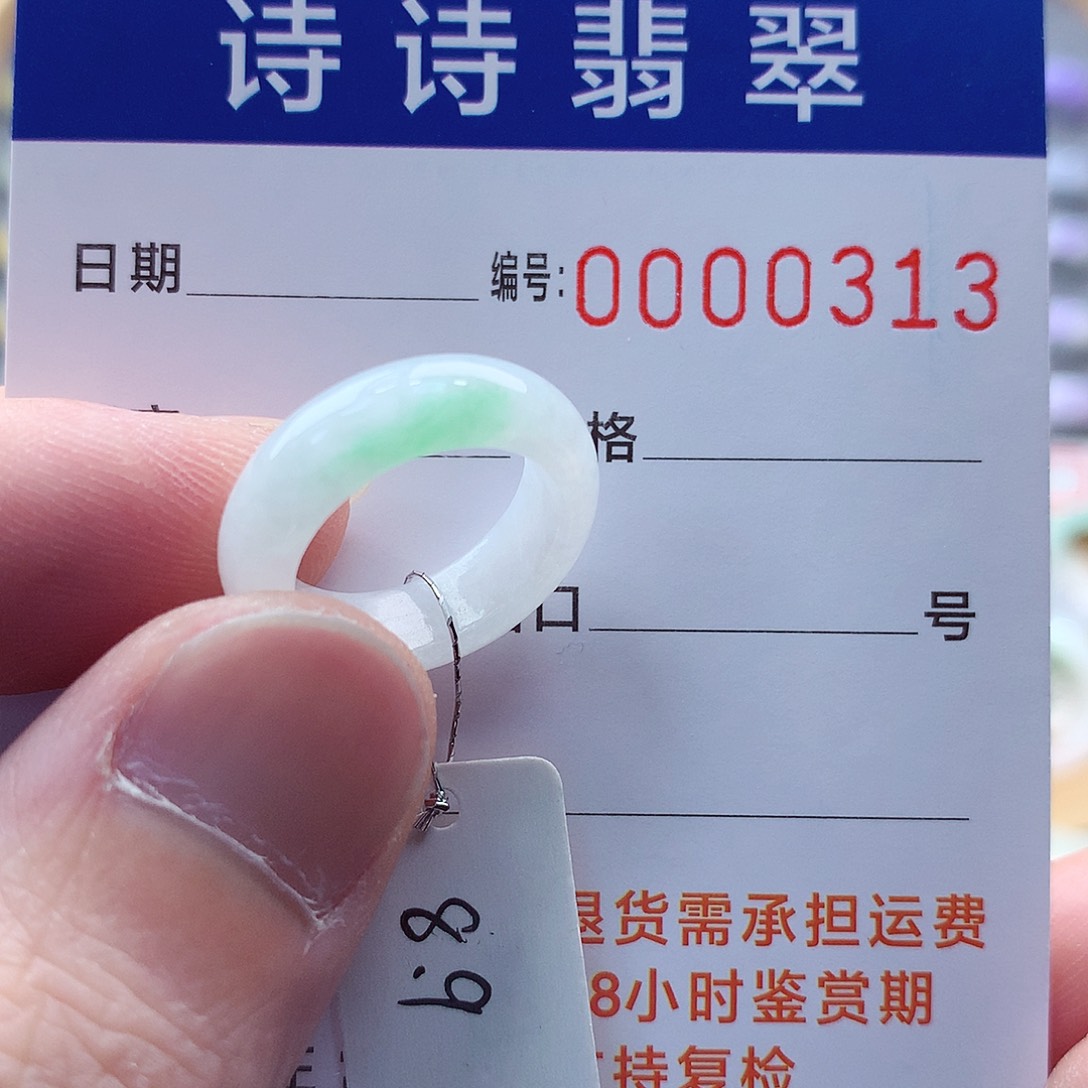 诗诗翡翠
日期 编号:0000313
格
口 号
退货需承担运费
8小时鉴赏期
持复检